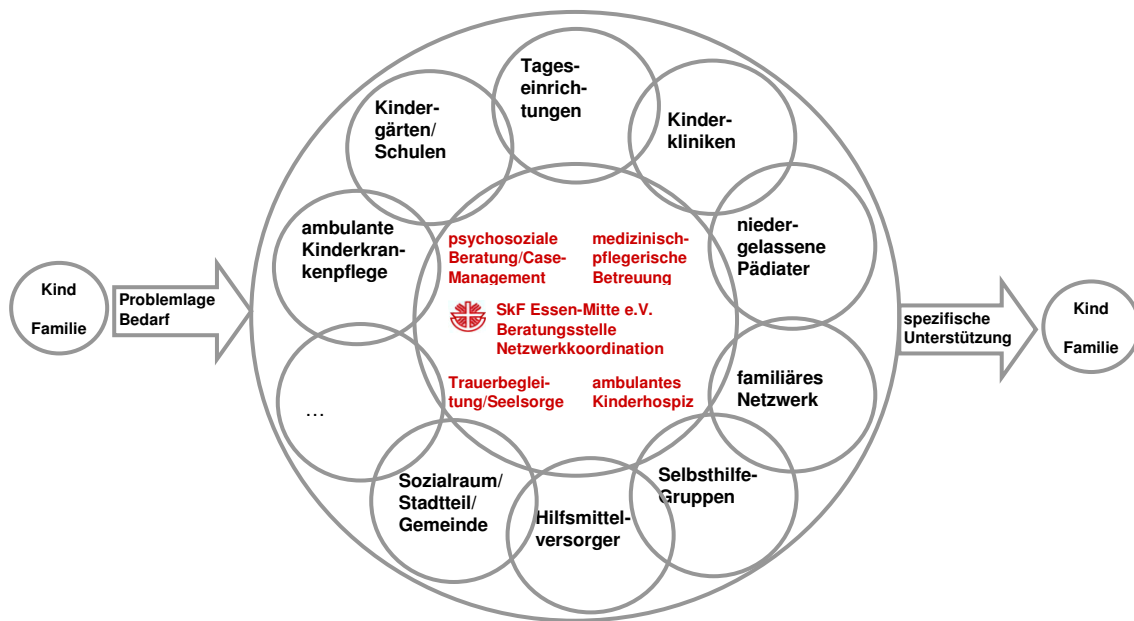 Tages-
einrich-
tungen
Kinder-
gärten/
Schulen
Kinder-
kliniken
ambulante
Kinderkran-
kenpflege
psychosoziale
Beratung/Case-
Management
medizinisch-
pflegerische
Betreuung
nieder-
gelassene
Pädiater
Kind
Familie
Problemlage
Bedarf
SkF Essen-Mitte e.V.
Beratungsstelle
Netzwerkkoordination
spezifische
Unterstützung
Kind
Familie
Trauerbeglei-
tung/Seelsorge
ambulantes
Kinderhospiz
familiäres
Netzwerk
…
Sozialraum/
Stadtteil/
Gemeinde
Hilfsmittel-
versorger
Selbsthilfe-
Gruppen